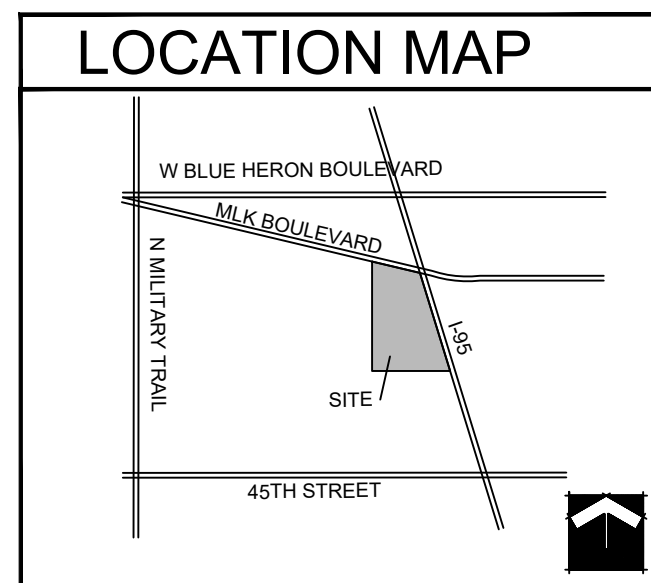 LOCATION MAP
W BLUE HERON BOULEVARD
MLK BOULEVARD
N MILITARY TRAIL
I-95
SITE
45TH STREET